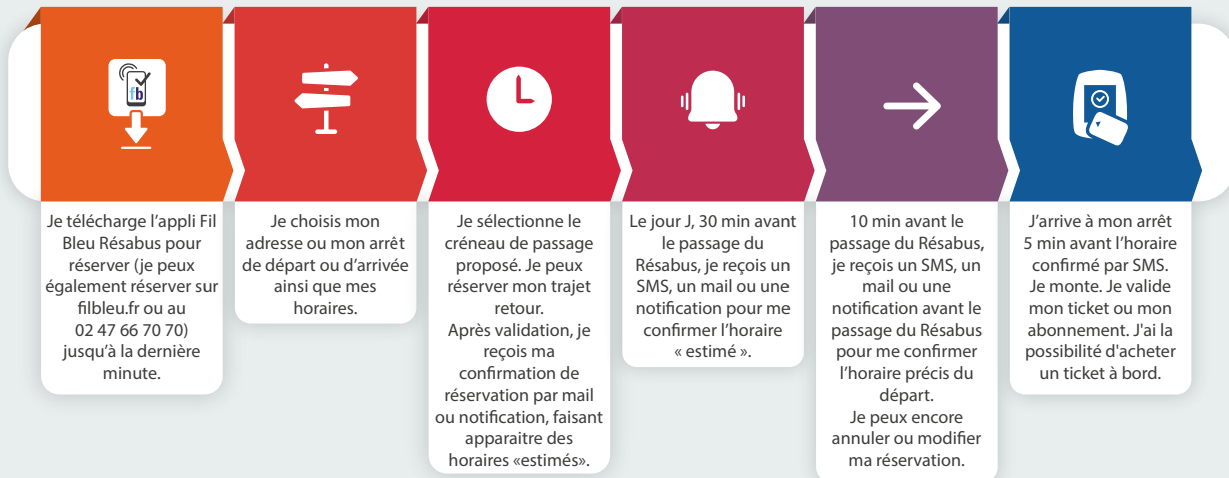 fb
Je télécharge l'appli Fil
Bleu Résabus pour
réserver (je peux
également réserver sur
filbleu.fr ou au
02 47 66 70 70)
jusqu'à la dernière
minute.
Je choisis mon
adresse ou mon arrêt
de départ ou d'arrivée
ainsi que mes
horaires.
Je sélectionne le
créneau de passage
proposé. Je peux
réserver mon trajet
retour.
Après validation, je
reçois ma
confirmation de
réservation par mail
ou notification, faisant
apparaitre des
horaires «estimés».
Le jour J, 30 min avant
le passage du
Résabus, je reçois un
SMS, un mail ou une
notification pour me
confirmer l'horaire
« estimé ».
10 min avant le
passage du Résabus,
je reçois un SMS, un
mail ou une
notification avant le
passage du Résabus
pour me confirmer
l'horaire précis du
départ.
Je peux encore
annuler ou modifier
ma réservation.
J'arrive à mon arrêt
5 min avant l'horaire
confirmé par SMS.
Je monte. Je valide
mon ticket ou mon
abonnement. J'ai la
possibilité d'acheter
un ticket à bord.